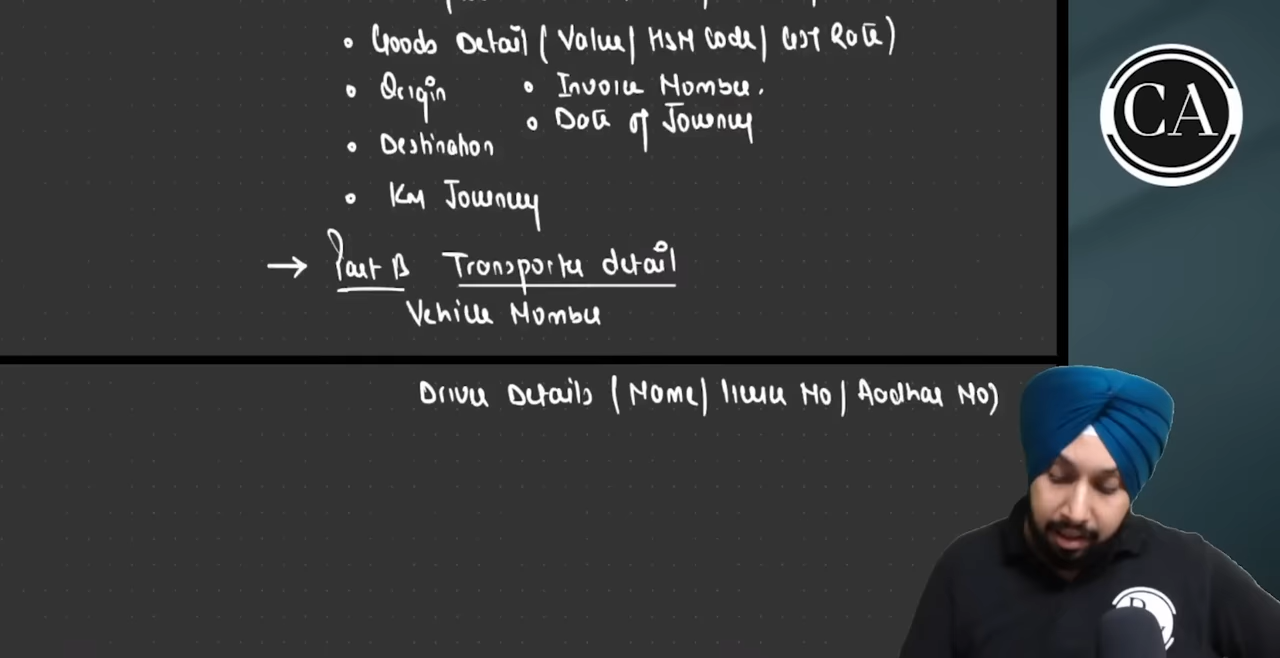 • Goods Detail ( Value / HSN Code / GST Rate )
• Origin
• Invoice Number.
• Date of Journey
• Destination
• KM Journey
→ Part B Transporter detail
Vehicle Number
Driver Details ( Name / license No / Aadhar No )
CA